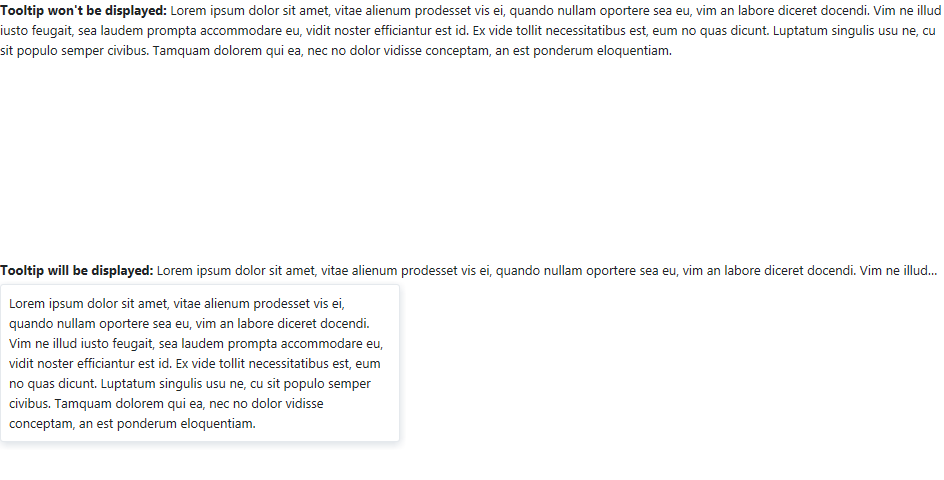 Tooltip won't be displayed: Lorem ipsum dolor sit amet, vitae alienum prodesset vis ei, quando nullam oportere sea eu, vim an labore diceret docendi. Vim ne illud
iusto feugait, sea laudem prompta accommodare eu, vidit noster efficiantur est id. Ex vide tollit necessitatibus est, eum no quas dicunt. Luptatum singulis usu ne, cu
sit populo semper civibus. Tamquam dolorem qui ea, nec no dolor vidisse conceptam, an est ponderum eloquentiam.
Tooltip will be displayed: Lorem ipsum dolor sit amet, vitae alienum prodesset vis ei, quando nullam oportere sea eu, vim an labore diceret docendi. Vim ne illud...
Lorem ipsum dolor sit amet, vitae alienum prodesset vis ei,
quando nullam oportere sea eu, vim an labore diceret docendi.
Vim ne illud iusto feugait, sea laudem prompta accommodare eu,
vidit noster efficiantur est id. Ex vide tollit necessitatibus est, eum
no quas dicunt. Luptatum singulis usu ne, cu sit populo semper
civibus. Tamquam dolorem qui ea, nec no dolor vidisse
conceptam, an est ponderum eloquentiam.